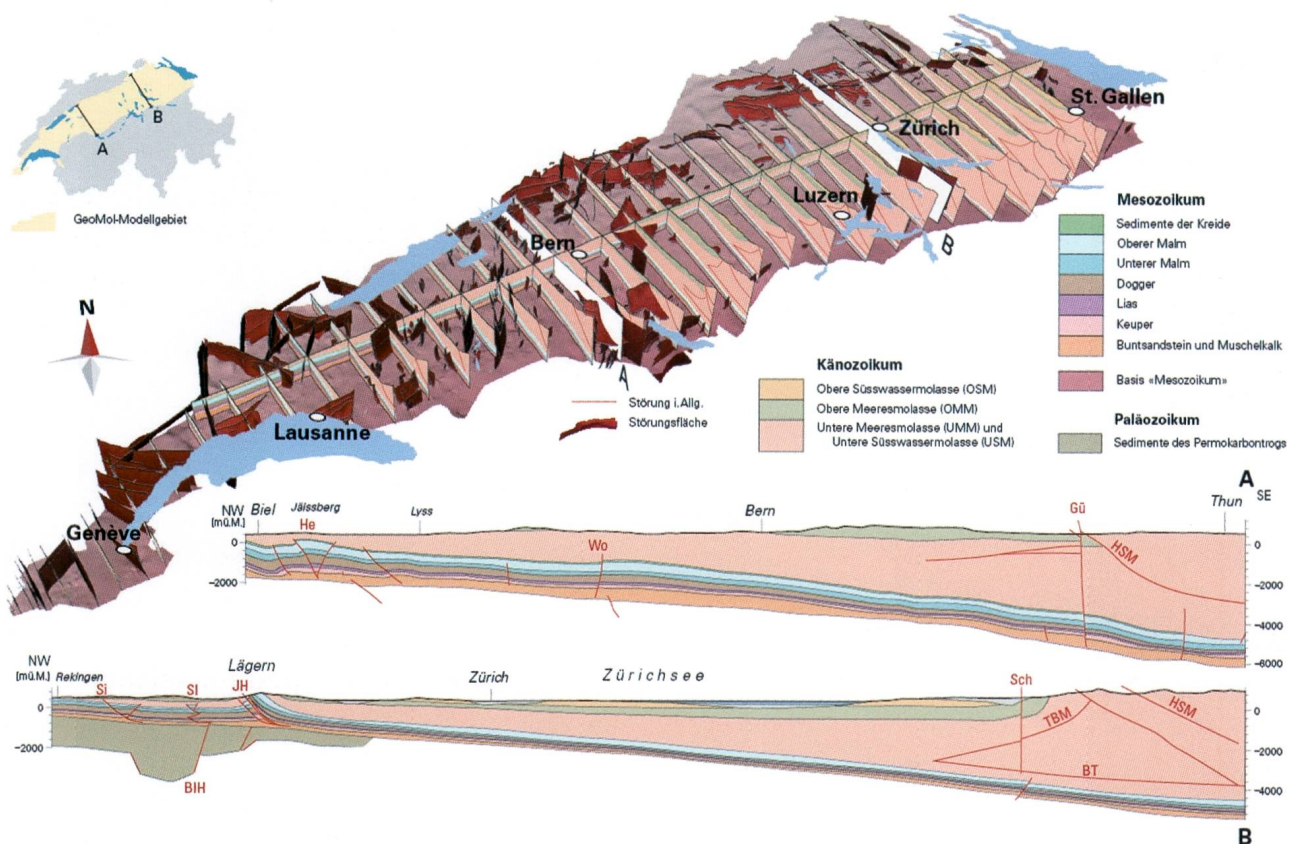 A
B
GeoMol-Modellgebiet
N
St. Gallen
Zürich
Luzern
Bern
Lausanne
Genève
A
B
Störung i.Allg.
Störungsfläche
Mesozoikum
Sedimente der Kreide
Oberer Malm
Unterer Malm
Dogger
Lias
Keuper
Buntsandstein und Muschelkalk
Basis «Mesozoikum»
Känozoikum
Obere Süsswassermolasse (OSM)
Obere Meeresmolasse (OMM)
Untere Meeresmolasse (UMM) und
Untere Süsswassermolasse (USM)
Paläozoikum
Sedimente des Permokarbontrogs
A
NW
[mü.M.]
Biel
Jäissberg
He
Lyss
Wo
Bern
Gü
HSM
Thun
SE
0
-2000
0
-2000
-4000
-6000
NW
[mü.M.]
Rekingen
Si
Sl
Lägern
JH
BIH
Zürich
Zürichsee
Sch
TBM
HSM
BT
0
-2000
0
-2000
-4000
B